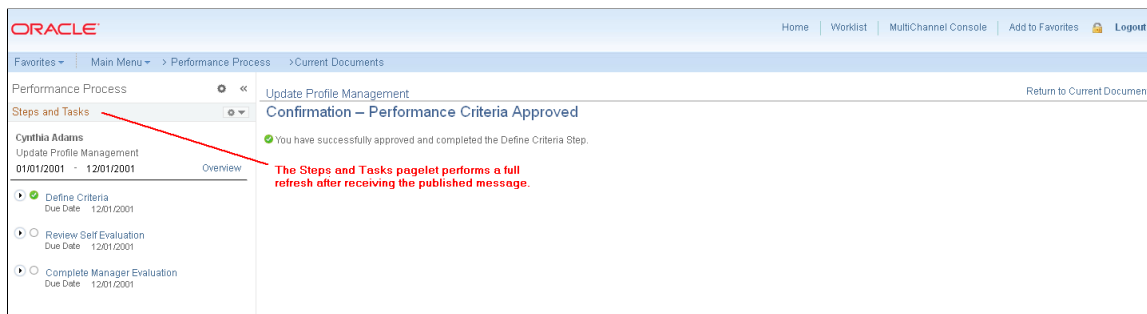 ORACLE
Home | Worklist | MultiChannel Console | Add to Favorites Logout
Favorites Main Menu > Performance Process >Current Documents
Performance Process «
Steps and Tasks
Cynthia Adams
Update Profile Management
01/01/2001 - 12/01/2001 Overview
Define Criteria
Due Date 12/01/2001
Review Self Evaluation
Due Date 12/01/2001
Complete Manager Evaluation
Due Date 12/01/2001
Update Profile Management Return to Current Documen
Confirmation – Performance Criteria Approved
You have successfully approved and completed the Define Criteria Step.
The Steps and Tasks pagelet performs a full
refresh after receiving the published message.